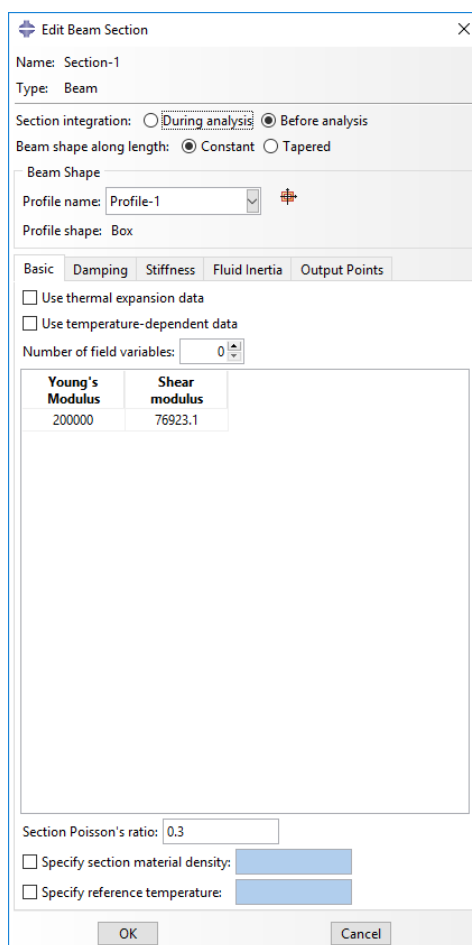 Edit Beam Section
Name: Section-1
Type: Beam
Section integration: During analysis Before analysis
Beam shape along length: Constant Tapered
Beam Shape
Profile name: Profile-1
Profile shape: Box
Basic Damping Stiffness Fluid Inertia Output Points
Use thermal expansion data
Use temperature-dependent data
Number of field variables: 0
Young's Shear
Modulus modulus
200000 76923.1
Section Poisson's ratio: 0.3
Specify section material density:
Specify reference temperature:
OK Cancel